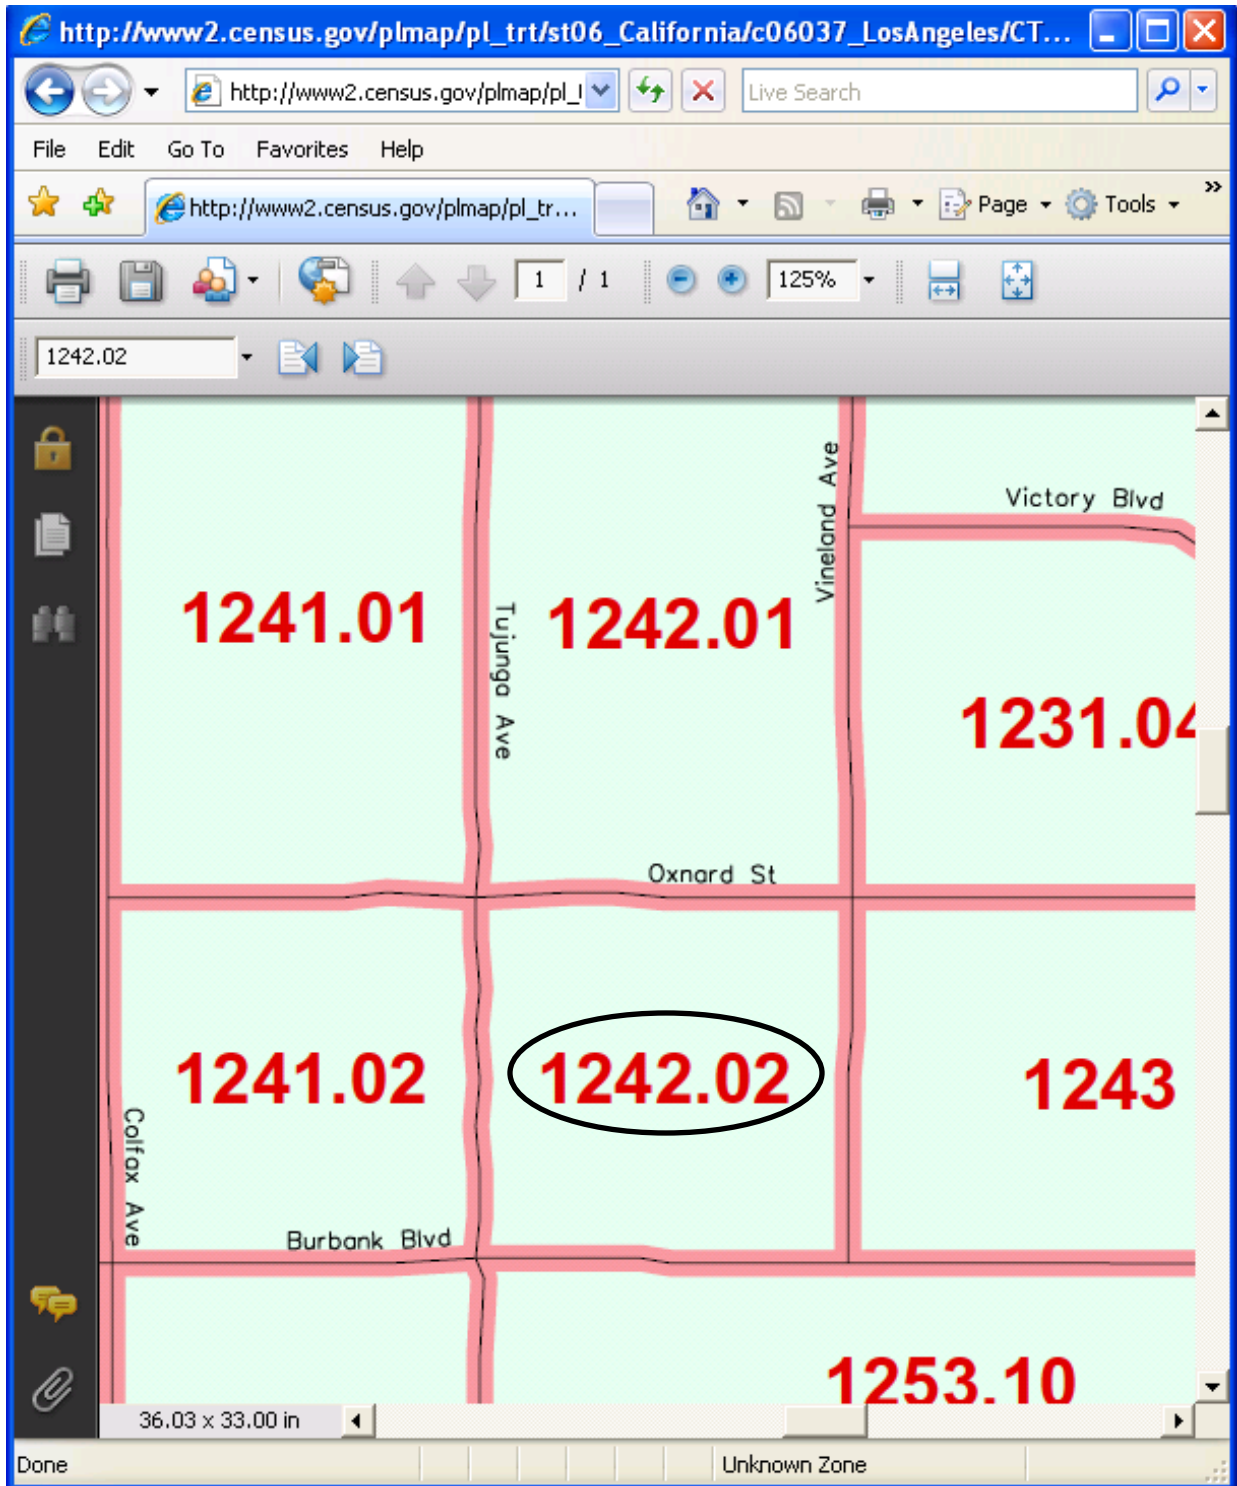 http://www2.census.gov/plmap/pl_trt/st06_California/c06037_LosAngeles/CT...
http://www2.census.gov/plmap/pl_
Live Search
File Edit Go To Favorites Help
http://www2.census.gov/plmap/pl_tr...
Page Tools »
1 / 1 125%
1242.02
Vineland Ave
Victory Blvd
1241.01
Tujunga Ave
1242.01
1231.04
Oxnard St
1241.02
1242.02
1243
Colfax Ave
Burbank Blvd
1253.10
36.03 x 33.00 in
Done
Unknown Zone